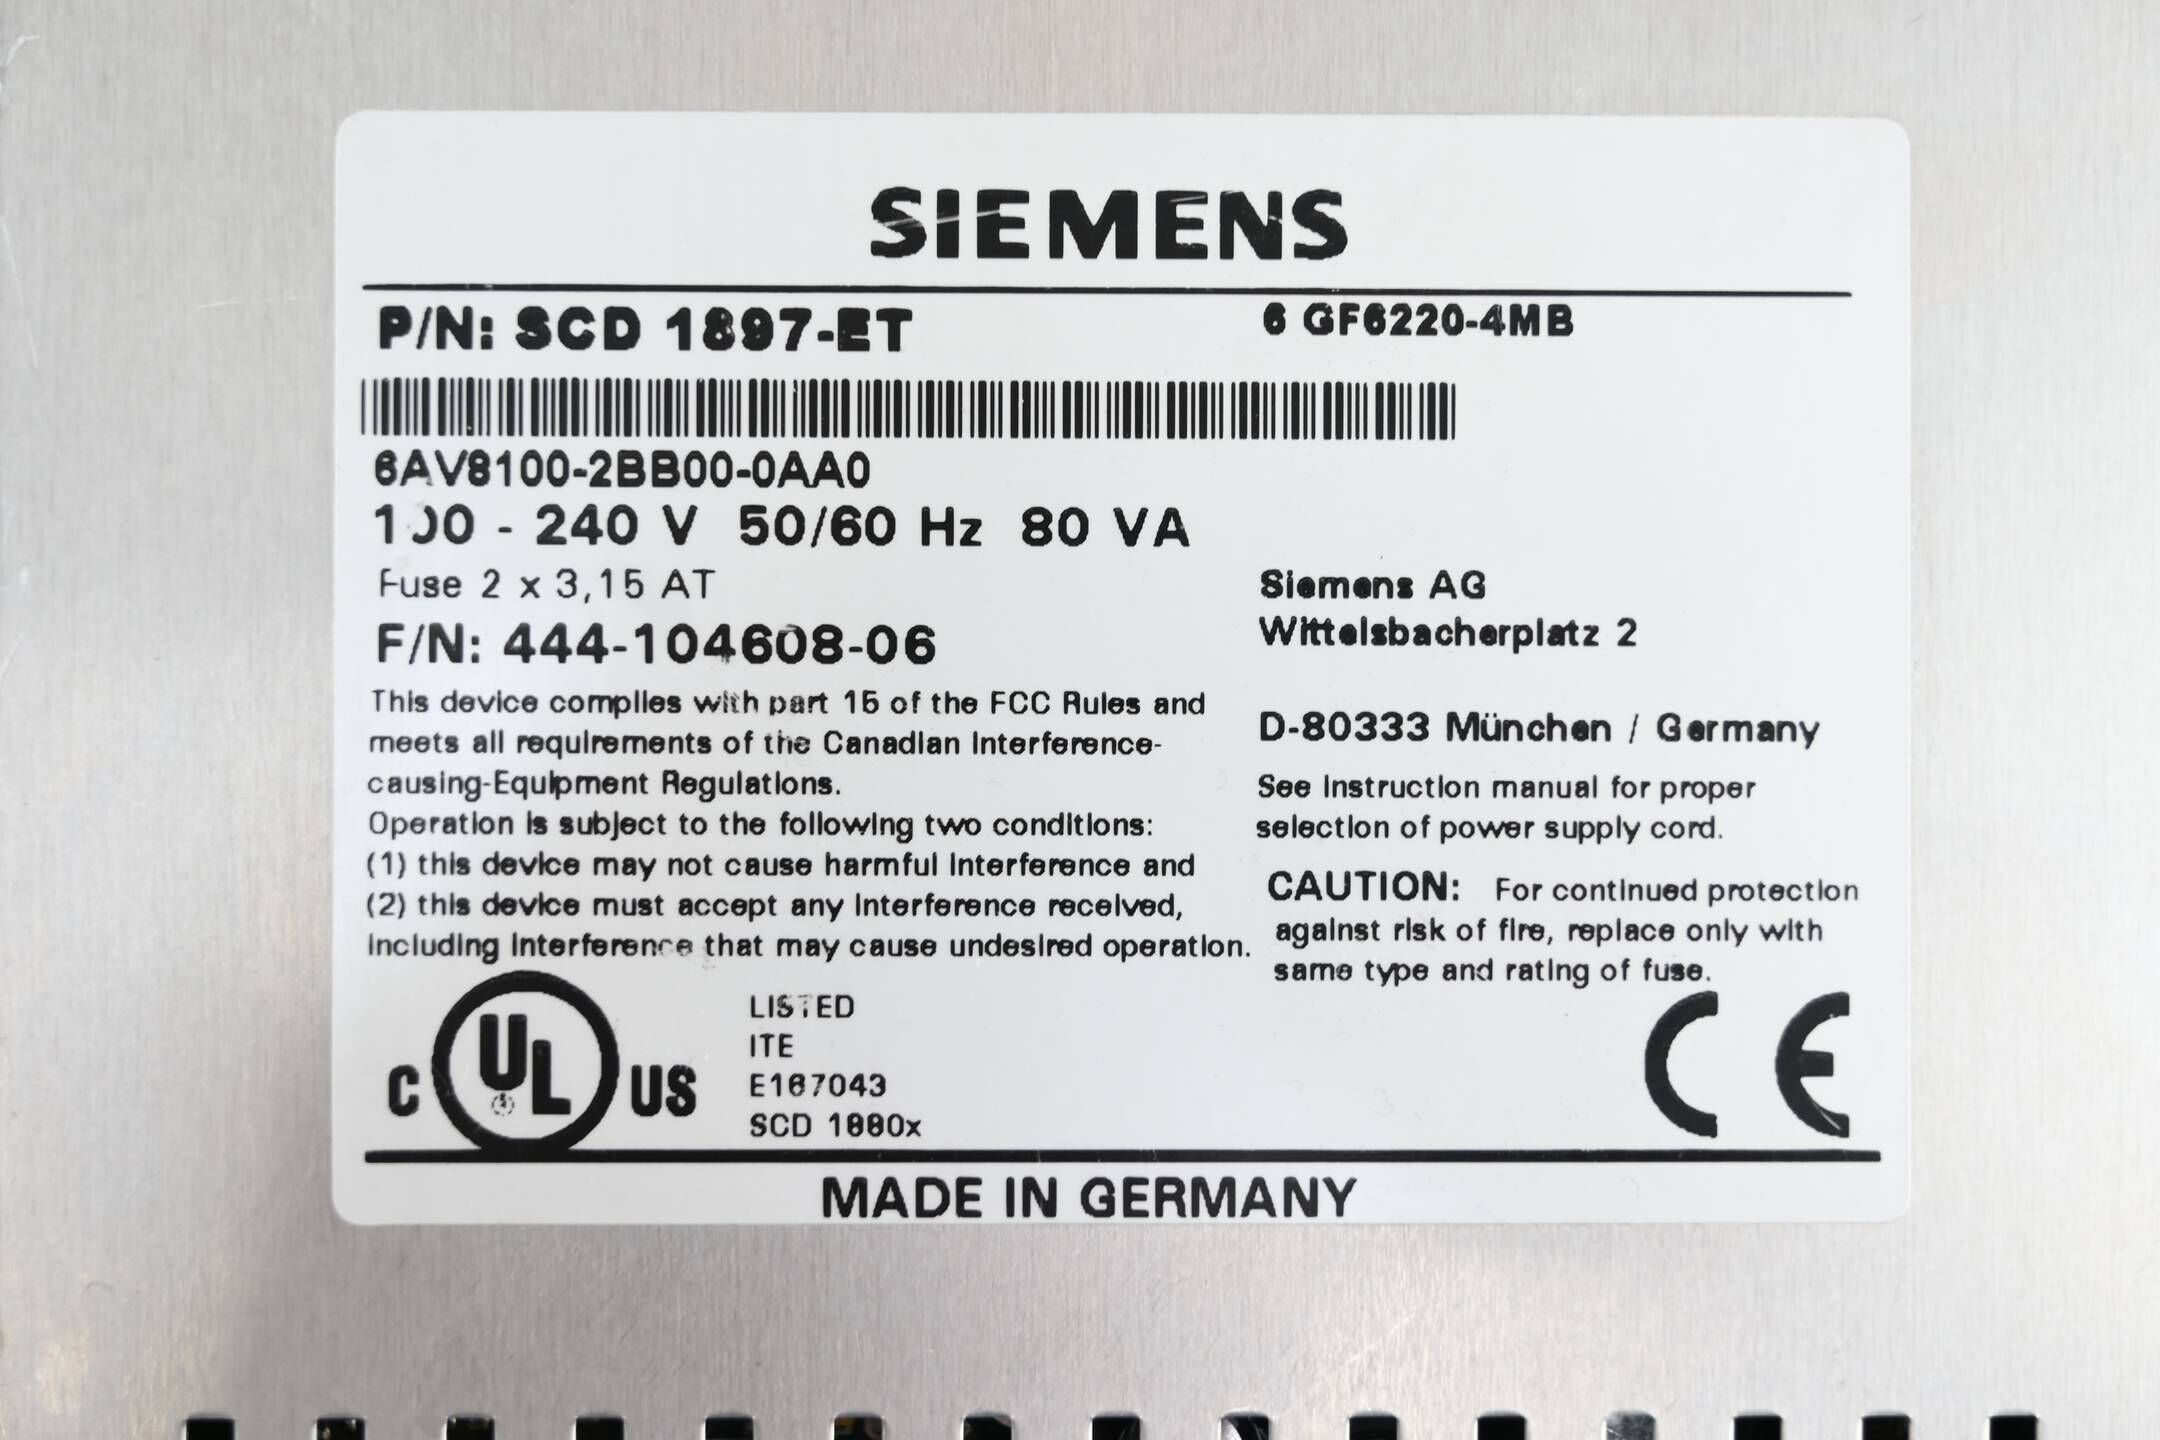 SIEMENS
P/N: SCD 1897-ET
6 GF6220-4MB
6AV8100-2BB00-0AA0
100 - 240 V 50/60 Hz 80 VA
Fuse 2 x 3,15 AT
F/N: 444-104608-06
This device complies with part 15 of the FCC Rules and
meets all requirements of the Canadian Interference-
causing-Equipment Regulations.
Operation is subject to the following two conditions:
(1) this device may not cause harmful interference and
(2) this device must accept any interference received,
including interference that may cause undesired operation.
Siemens AG
Wittelsbacherplatz 2
D-80333 München / Germany
See instruction manual for proper
selection of power supply cord.
CAUTION: For continued protection
against risk of fire, replace only with
same type and rating of fuse.
C UL US
LISTED
ITE
E167043
SCD 1880x
CE
MADE IN GERMANY